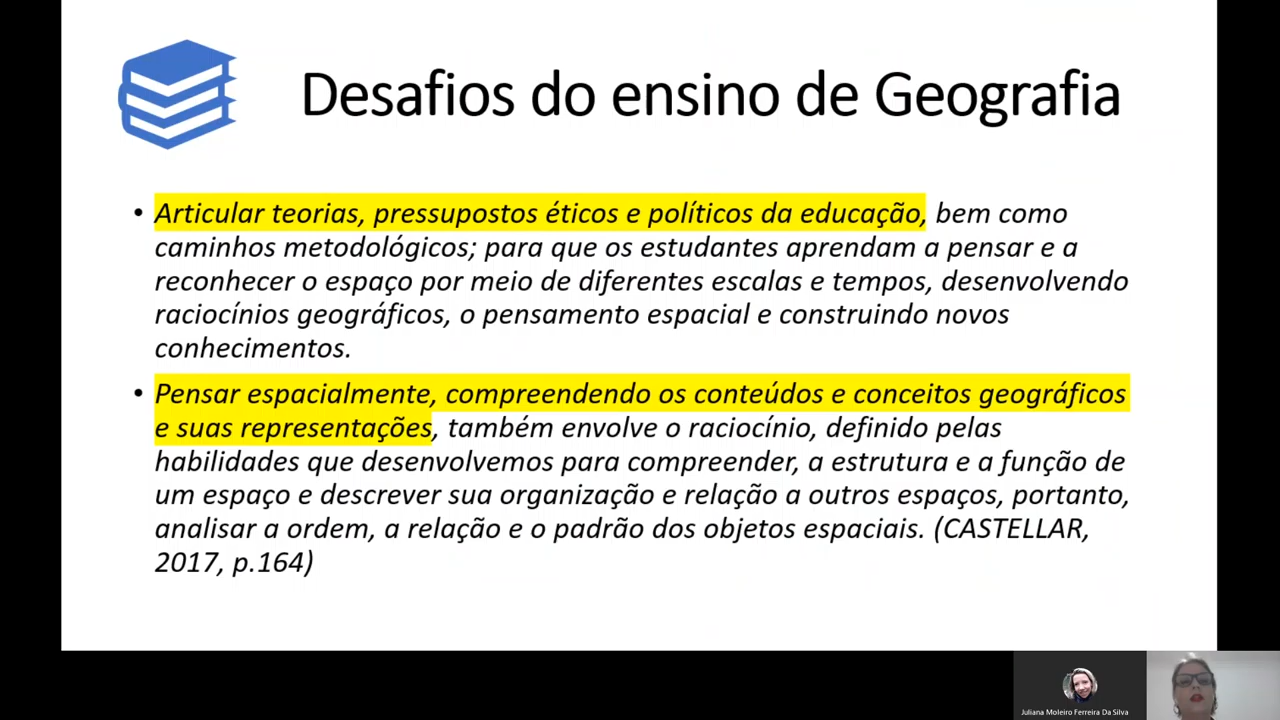 Desafios do ensino de Geografia
• Articular teorias, pressupostos éticos e políticos da educação, bem como
caminhos metodológicos; para que os estudantes aprendam a pensar e a
reconhecer o espaço por meio de diferentes escalas e tempos, desenvolvendo
raciocínios geográficos, o pensamento espacial e construindo novos
conhecimentos.
• Pensar espacialmente, compreendendo os conteúdos e conceitos geográficos
e suas representações, também envolve o raciocínio, definido pelas
habilidades que desenvolvemos para compreender, a estrutura e a função de
um espaço e descrever sua organização e relação a outros espaços, portanto,
analisar a ordem, a relação e o padrão dos objetos espaciais. (CASTELLAR,
2017, p.164)
Juliana Moleiro Ferreira Da Silva